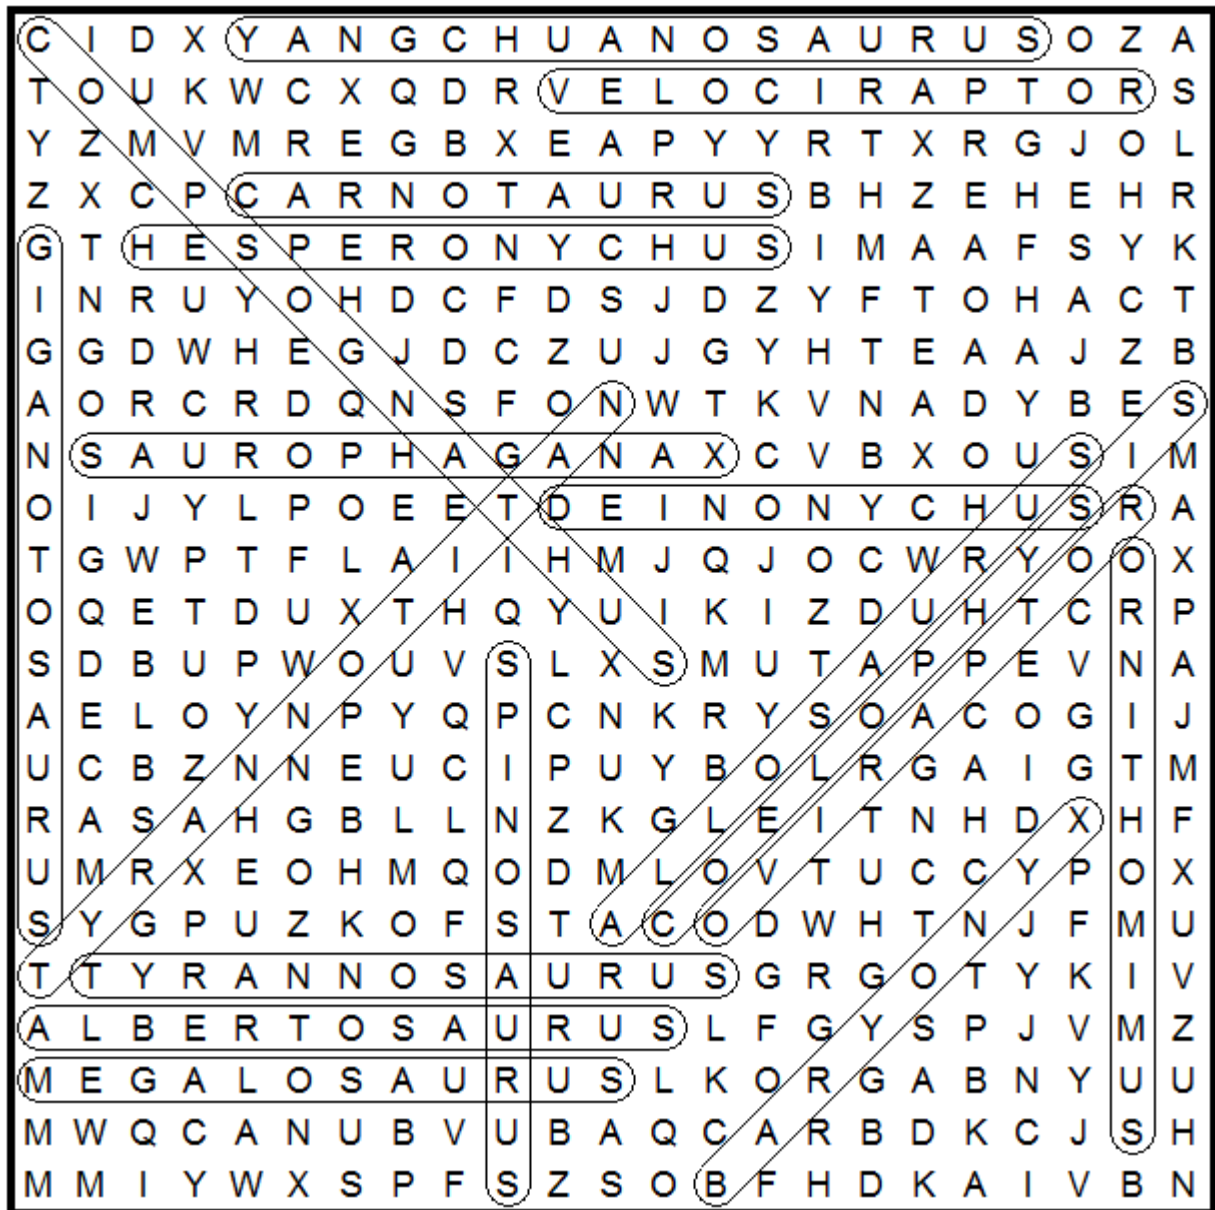 C I D X Y A N G C H U A N O S A U R U S O Z A
T O U K W C X Q D R V E L O C I R A P T O R S
Y Z M V M R E G B X E A P Y Y R T X R G J O L
Z X C P C A R N O T A U R U S B H Z E H E H R
G T H E S P E R O N Y C H U S I M A A F S Y K
I N R U Y O H D C F D S J D Z Y F T O H A C T
G G D W H E G J D C Z U J G Y H T E A A J Z B
A O R C R D Q N S F O N W T K V N A D Y B E S
N S A U R O P H A G A N A X C V B X O U S I M
O I J Y L P O E E T D E I N O N Y C H U S R A
T G W P T F L A I I H M J Q J O C W R Y O O X
O Q E T D U X T H Q Y U I K I Z D U H T C R P
S D B U P W O U V S L X S M U T A P P E V N A
A E L O Y N P Y Q P C N K R Y S O A C O G I J
U C B Z N N E U C I P U Y B O L R G A I G T M
R A S A H G B L L N Z K G L E I T N H D X H F
U M R X E O H M Q O D M L O V T U C C Y P O X
S Y G P U Z K O F S T A C O D W H T N J F M U
T T Y R A N N O S A U R U S G R G O T Y K I V
A L B E R T O S A U R U S L F G Y S P J V M Z
M E G A L O S A U R U S L K O R G A B N Y U U
M W Q C A N U B V U B A Q C A R B D K C J S H
M M I Y W X S P F S Z S O B F H D K A I V B N